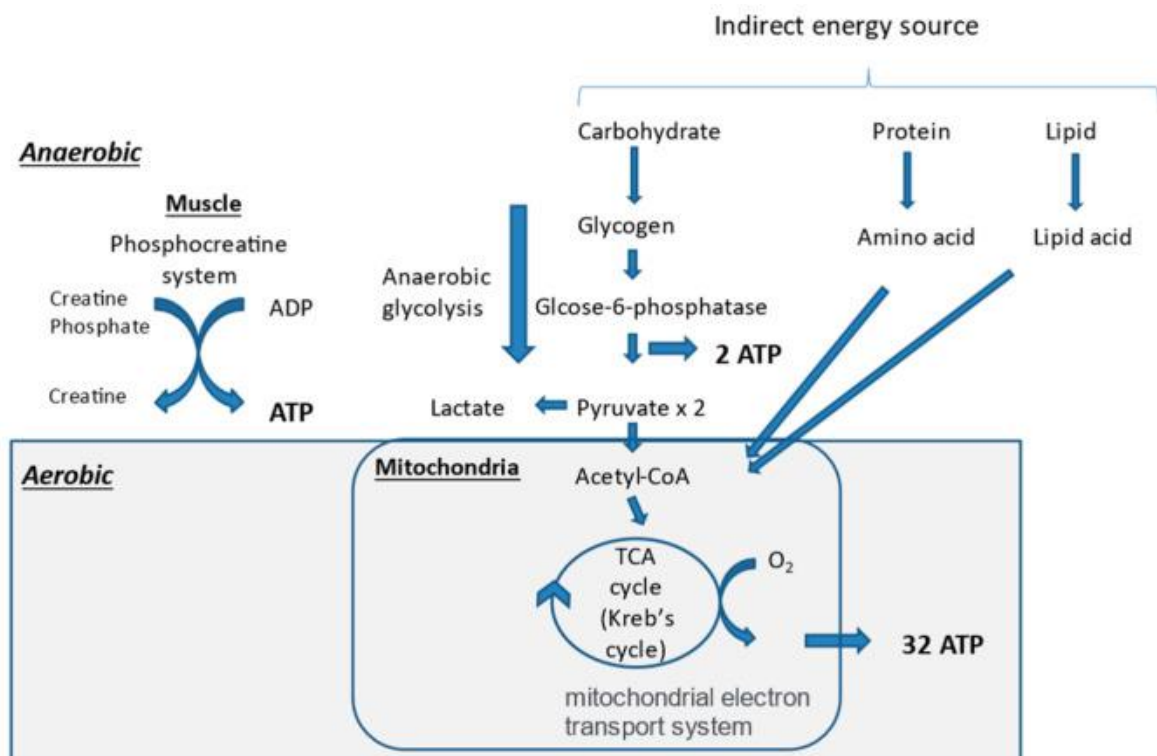 Indirect energy source
Carbohydrate
Protein
Lipid
Anaerobic
Muscle
Phosphocreatine
system
Creatine
Phosphate
ADP
Creatine
ATP
Anaerobic
glycolysis
Glycogen
Amino acid
Lipid acid
Glcose-6-phosphatase
2 ATP
Lactate
Pyruvate x 2
Aerobic
Mitochondria
Acetyl-CoA
TCA
cycle
(Kreb's
cycle)
O₂
32 ATP
mitochondrial electron
transport system